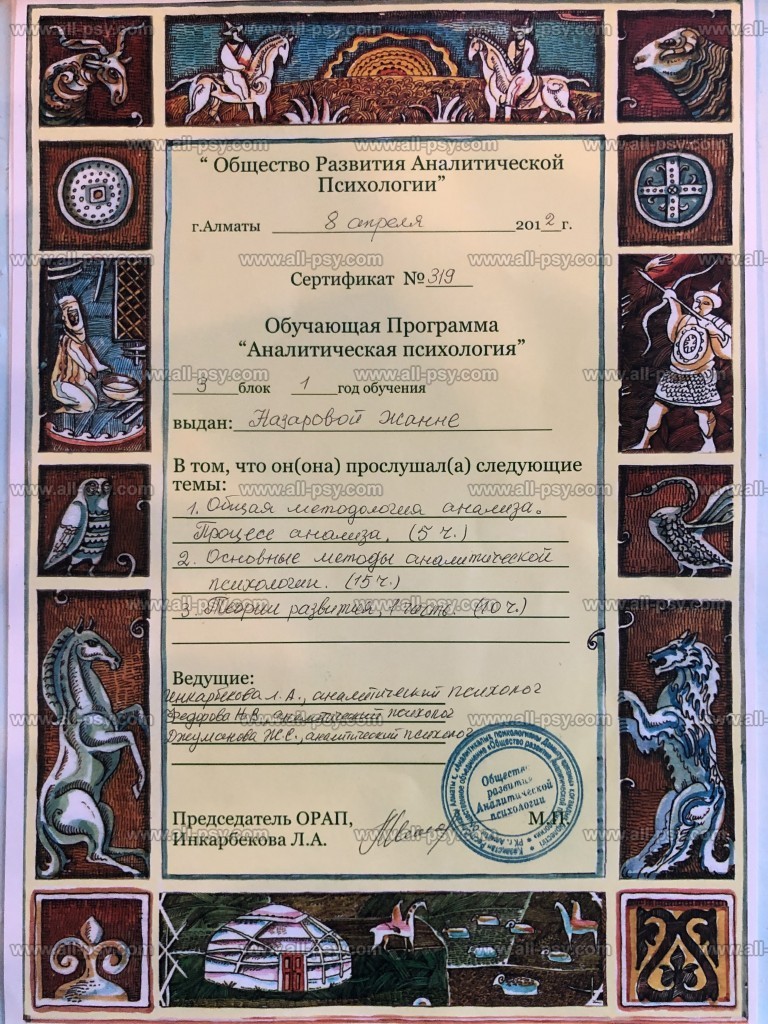 “ Общество Развития Аналитической
Психологии”
г.Алматы 8 апреля 2012 г.
Сертификат №319
Обучающая Программа
“Аналитическая психология”
3 блок 1 год обучения
выдан: Назаровой Жанне
В том, что он(она) прослушал(а) следующие
темы:
1. Общая методология анализа.
Процесс анализа. (5 ч.)
2. Основные методы аналитической
психологии. (15 ч.)
3. Теории развития, 1 часть. (10 ч.)
Ведущие:
Инкарбекова Л.А., аналитический психолог
Федорова Н.В., аналитический психолог
Джуманова Ж.С., аналитический психолог
Общество
развития
Аналитической
психологии
Председатель ОРАП, М.П.
Инкарбекова Л.А.
www.all-psy.com